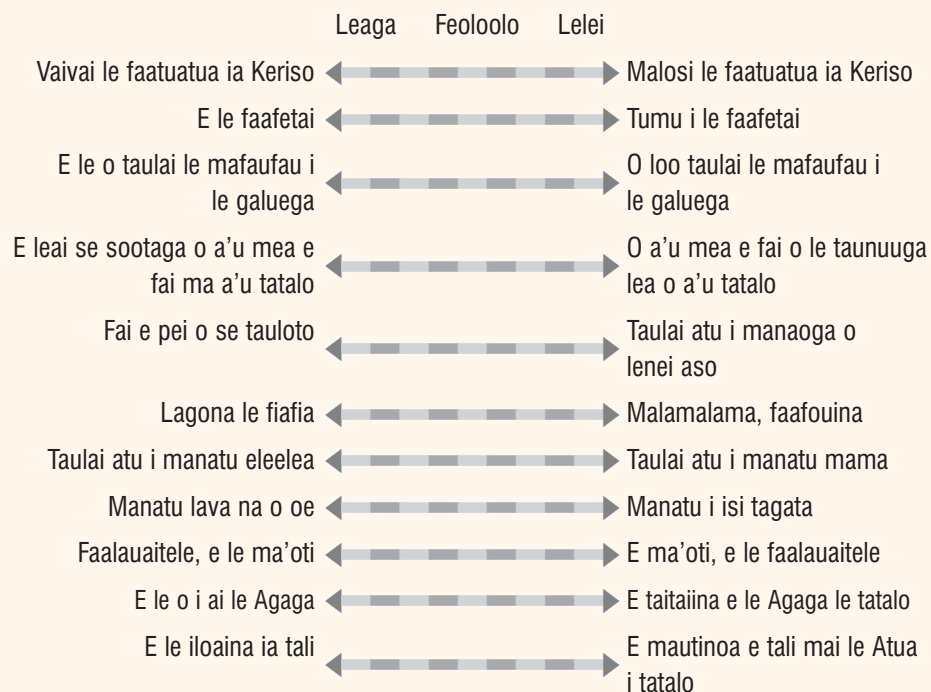 Leaga Feoloolo Lelei
Vaivai le faatuatua ia Keriso Malosi le faatuatua ia Keriso
E le faafetai Tumu i le faafetai
E le o taulai le mafaufau i
le galuega
O loo taulai le mafaufau i
le galuega
E leai se sootaga o a'u mea e
fai ma a'u tatalo
O a'u mea e fai o le taunuuga
lea o a'u tatalo
Fai e pei o se tauloto
Taulai atu i manaoga o
lenei aso
Lagona le fiafia Malamalama, faafouina
Taulai atu i manatu eleelea Taulai atu i manatu mama
Manatu lava na o oe Manatu i isi tagata
Faalauaitele, e le ma’oti E ma’oti, e le faalauaitele
E le o i ai le Agaga E taitaiina e le Agaga le tatalo
E le iloaina ia tali
E mautinoa e tali mai le Atua
i tatalo